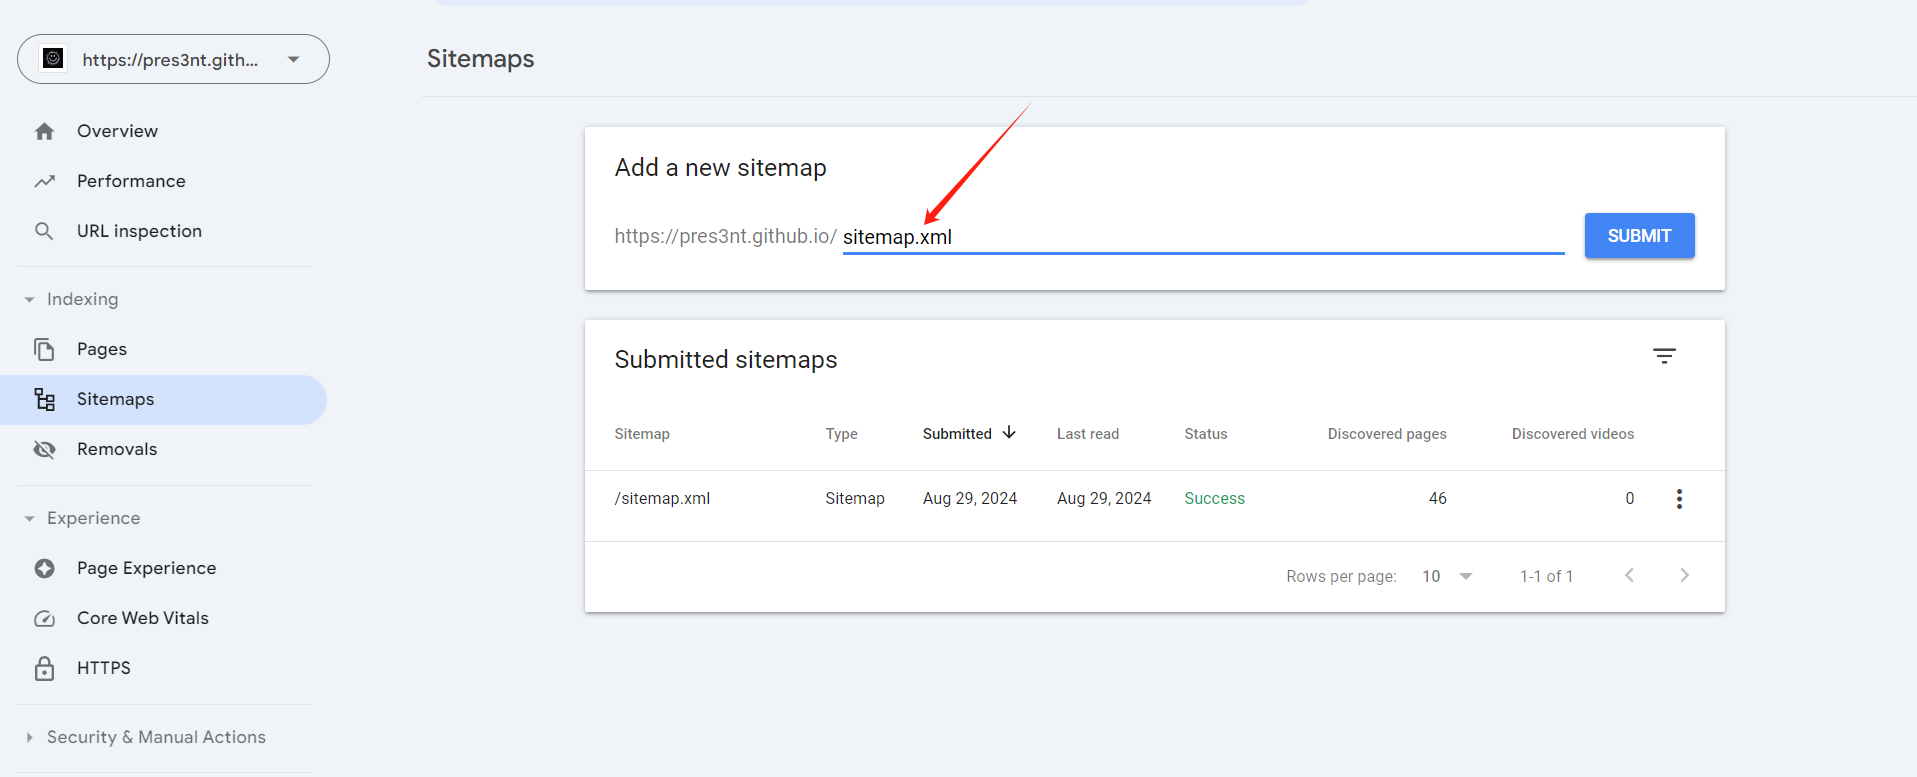 https://pres3nt.gith...
Overview
Performance
URL inspection
Indexing
Pages
Sitemaps
Removals
Experience
Page Experience
Core Web Vitals
HTTPS
Security & Manual Actions
Sitemaps
Add a new sitemap
https://pres3nt.github.io/ sitemap.xml SUBMIT
Submitted sitemaps
Sitemap Type Submitted Last read Status Discovered pages Discovered videos
/sitemap.xml Sitemap Aug 29, 2024 Aug 29, 2024 Success 46 0
Rows per page: 10 1-1 of 1